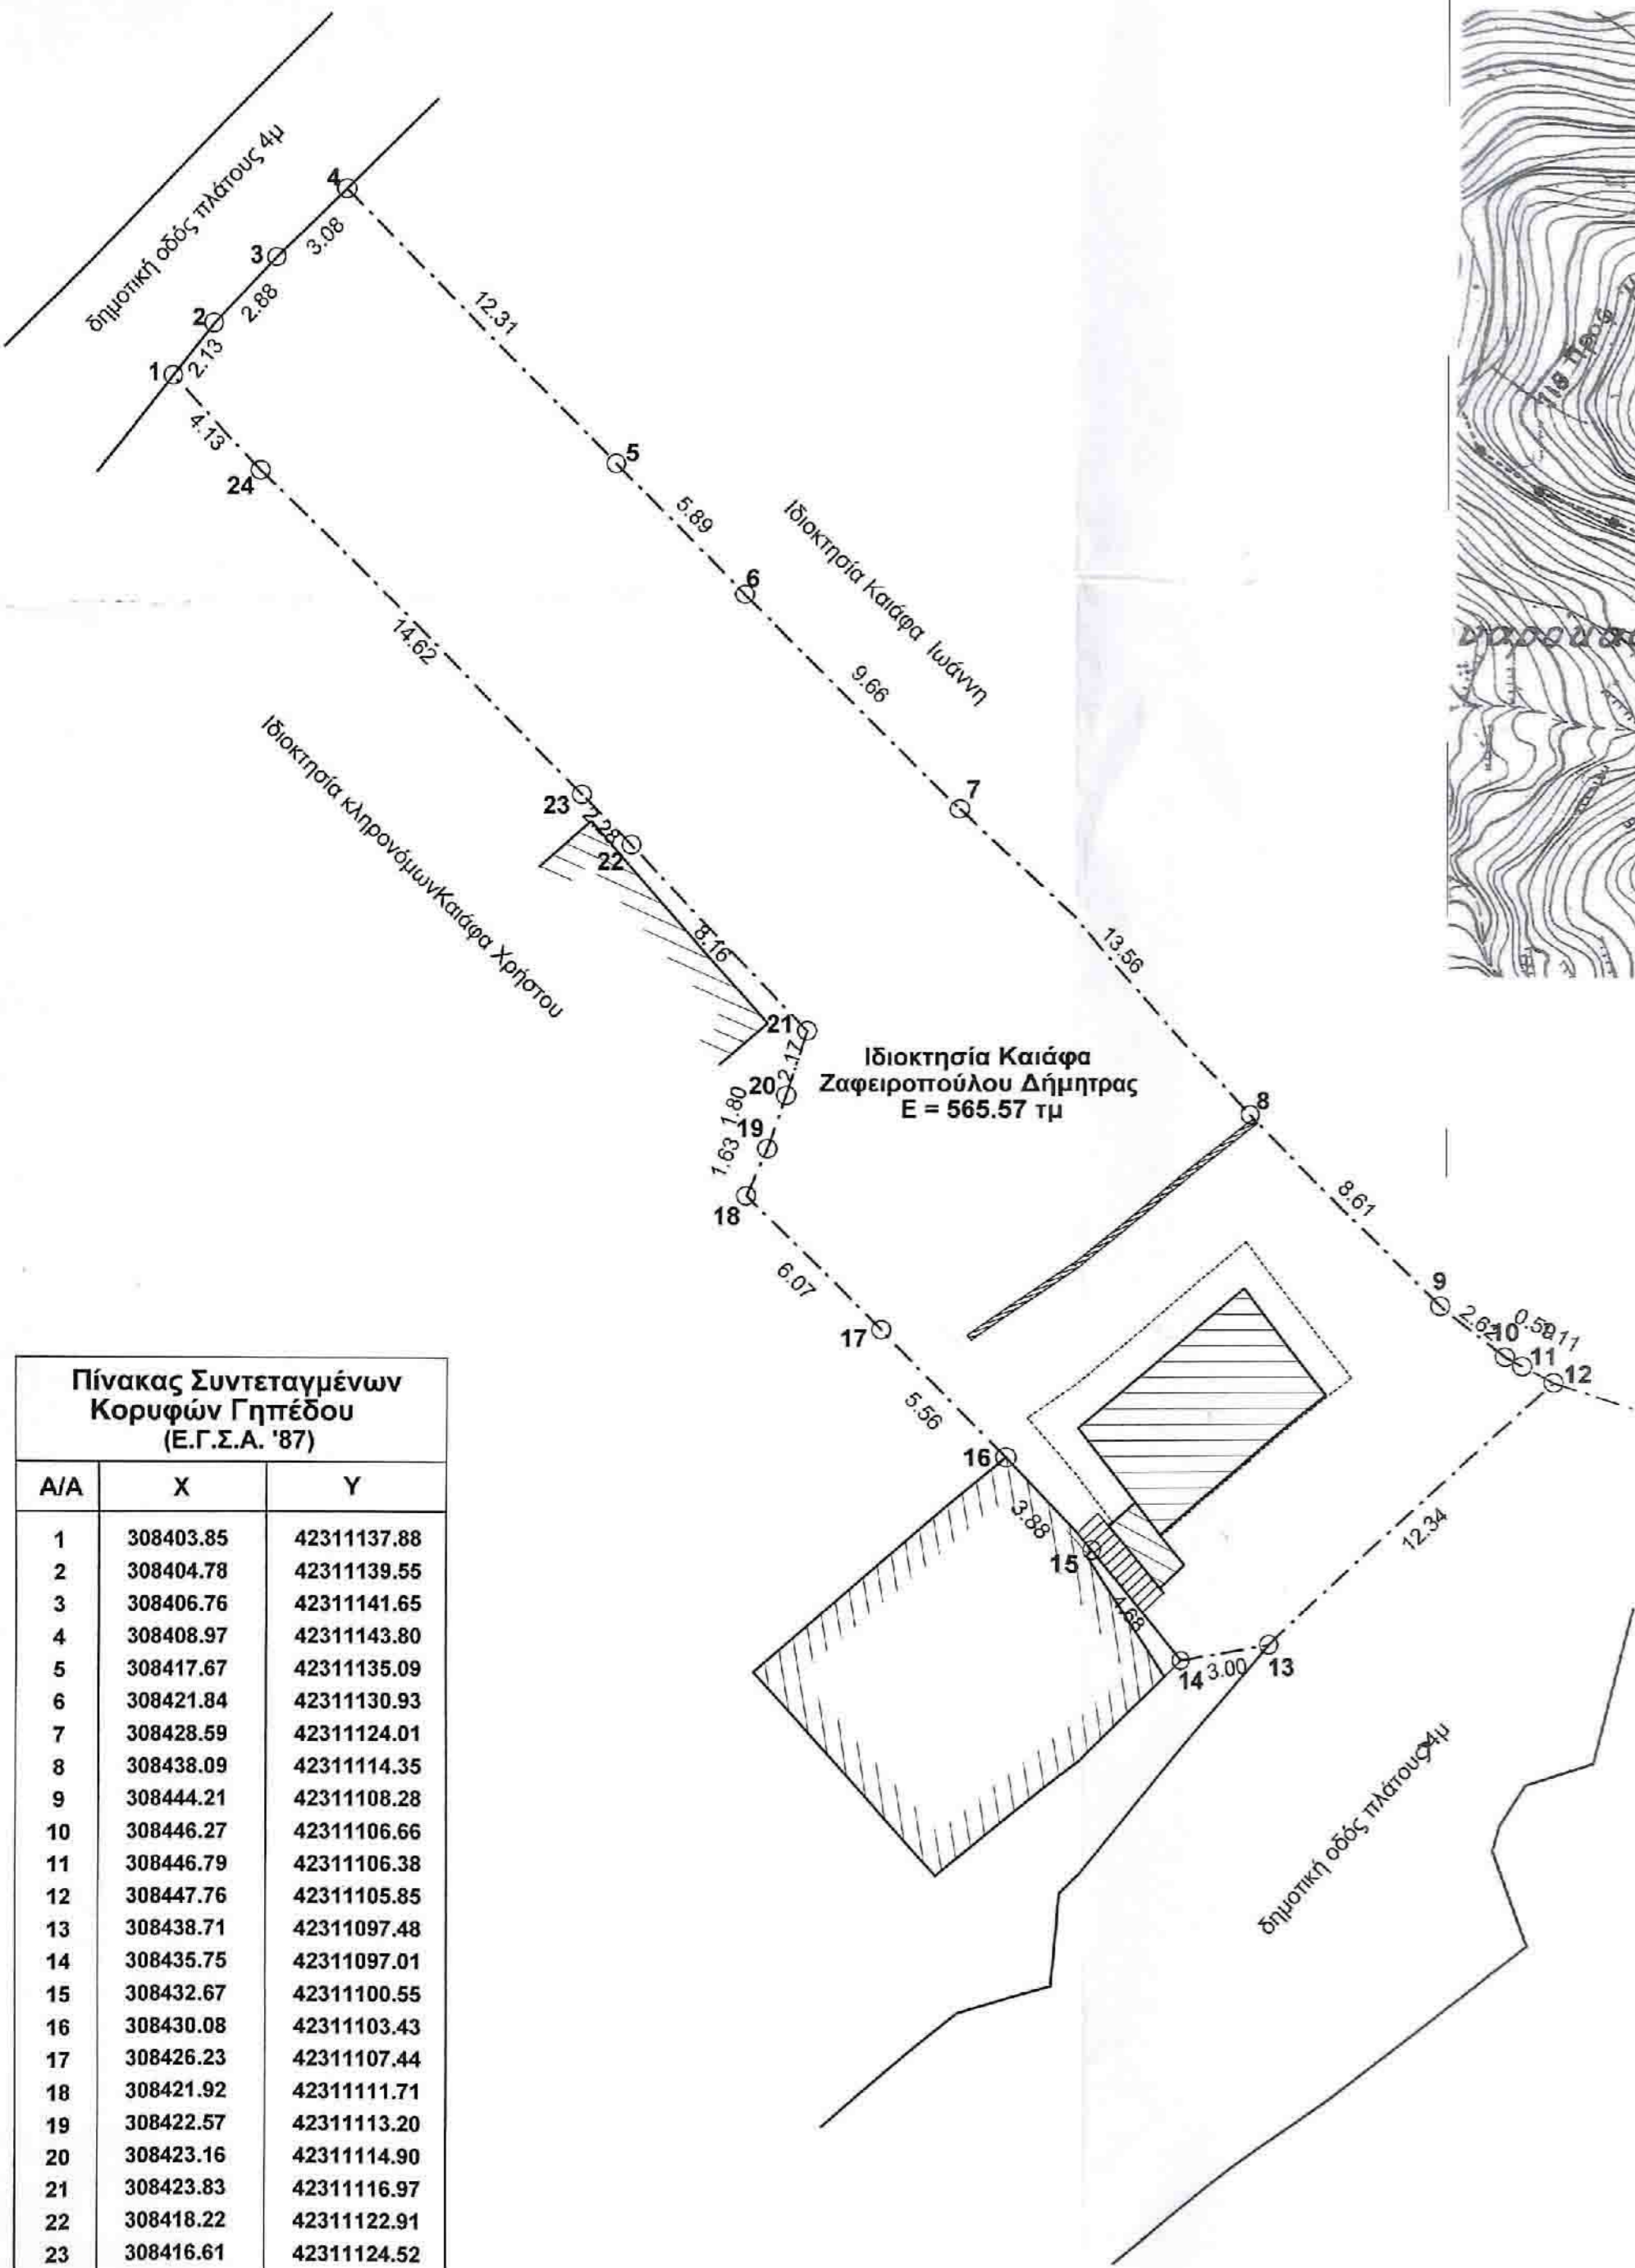 δημοτική οδός πλάτους 4μ
4
3
3.08
2
2.88
1
2.13
4.13
24
12.31
5
5.89
6
Ιδιοκτησία Καιάφα Ιωάννη
9.66
7
14.62
Ιδιοκτησία κληρονόμωνΚαιάφα Χρήστου
23
2.28
22
8.16
13.56
21
2.17
20
1.80
19
1.63
18
Ιδιοκτησία Καιάφα
Ζαφειροπούλου Δήμητρας
Ε = 565.57 τμ
8
8.61
6.07
17
9
2.62
10
11
12
5.56
16
3.88
15
4.68
12.34
14
3.00
13
δημοτική οδός πλάτους 4μ
Πίνακας Συντεταγμένων
Κορυφών Γηπέδου
(Ε.Γ.Σ.Α. '87)
Α/Α Χ Υ
1 308403.85 42311137.88
2 308404.78 42311139.55
3 308406.76 42311141.65
4 308408.97 42311143.80
5 308417.67 42311135.09
6 308421.84 42311130.93
7 308428.59 42311124.01
8 308438.09 42311114.35
9 308444.21 42311108.28
10 308446.27 42311106.66
11 308446.79 42311106.38
12 308447.76 42311105.85
13 308438.71 42311097.48
14 308435.75 42311097.01
15 308432.67 42311100.55
16 308430.08 42311103.43
17 308426.23 42311107.44
18 308421.92 42311111.71
19 308422.57 42311113.20
20 308423.16 42311114.90
21 308423.83 42311116.97
22 308418.22 42311122.91
23 308416.61 42311124.52